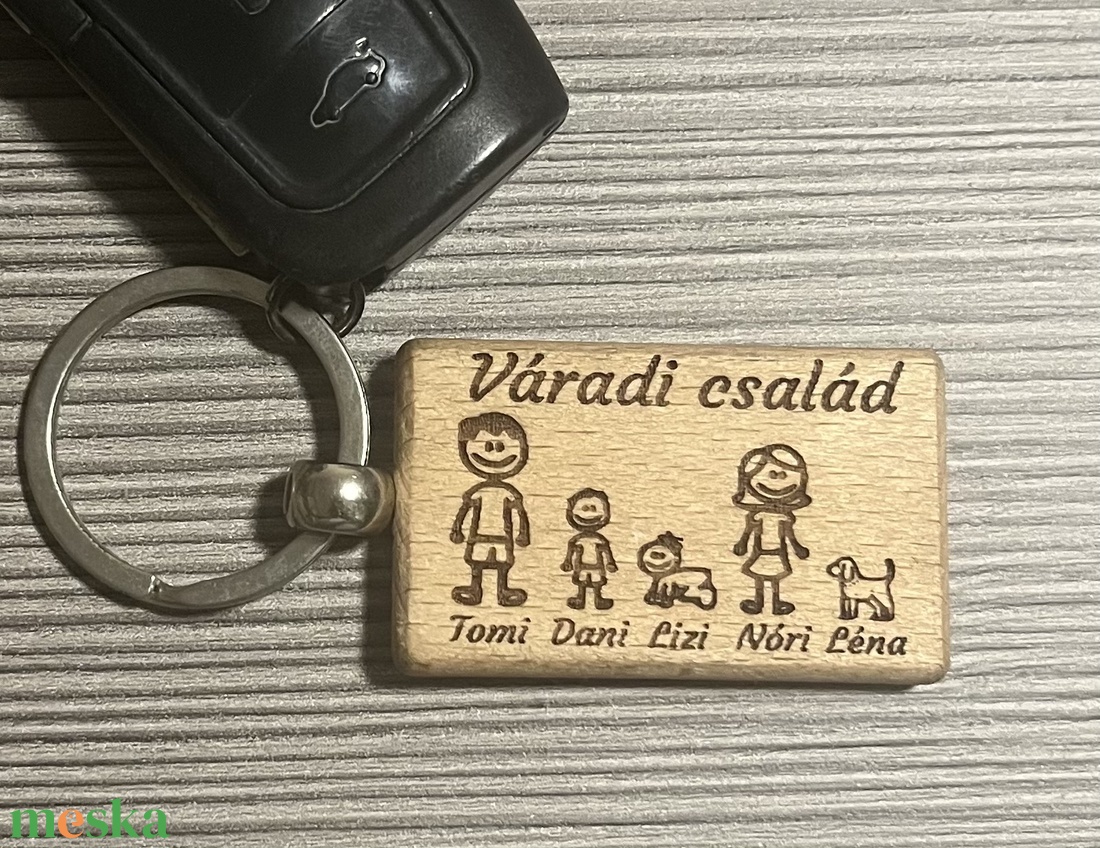 Váradi család
Tomi Dani Lizi Nóri Léna
meska